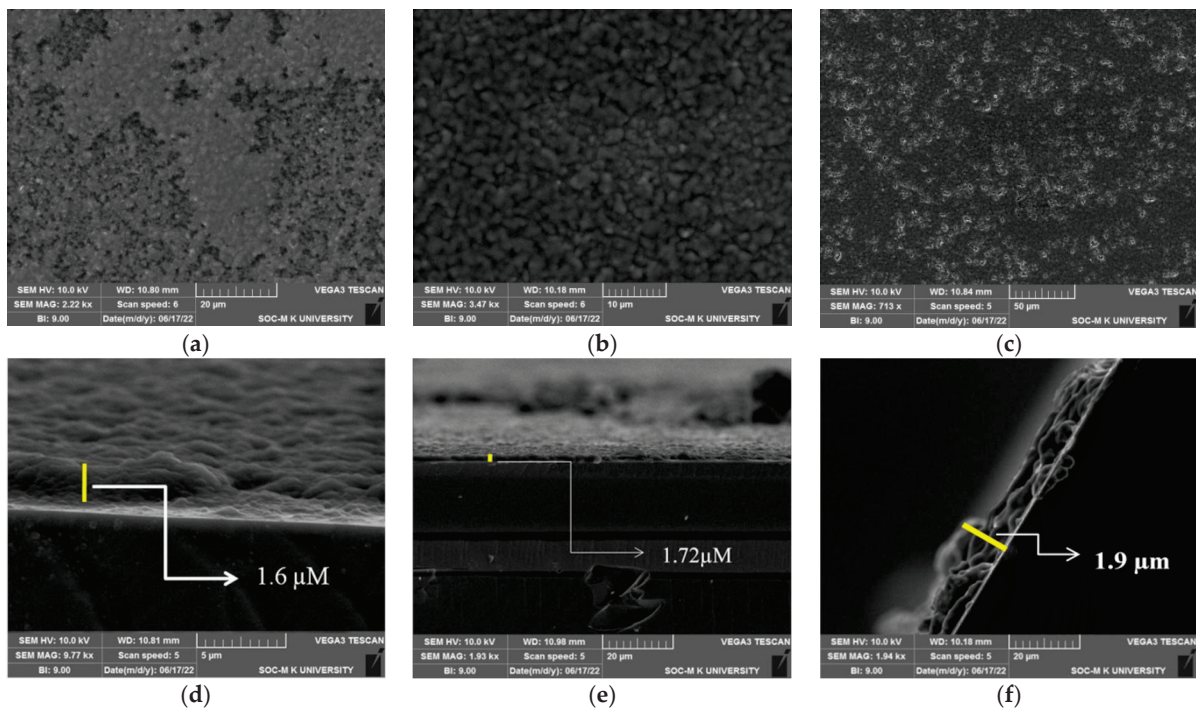 SEM HV: 10.0 kV WD: 10.80 mm VEGA3 TESCAN
SEM MAG: 2.22 kx Scan speed: 6 20 µm
BI: 9.00 Date(m/d/y): 06/17/22 SOC-M K UNIVERSITY
(a)
SEM HV: 10.0 kV WD: 10.18 mm VEGA3 TESCAN
SEM MAG: 3.47 kx Scan speed: 6 10 µm
BI: 9.00 Date(m/d/y): 06/17/22 SOC-M K UNIVERSITY
(b)
SEM HV: 10.0 kV WD: 10.84 mm VEGA3 TESCAN
SEM MAG: 713 x Scan speed: 5 50 µm
BI: 9.00 Date(m/d/y): 06/17/22 SOC-M K UNIVERSITY
(c)
1.6 µM
SEM HV: 10.0 kV WD: 10.81 mm VEGA3 TESCAN
SEM MAG: 9.77 kx Scan speed: 5 5 µm
BI: 9.00 Date(m/d/y): 06/17/22 SOC-M K UNIVERSITY
(d)
1.72µM
SEM HV: 10.0 kV WD: 10.98 mm VEGA3 TESCAN
SEM MAG: 1.93 kx Scan speed: 5 20 µm
BI: 9.00 Date(m/d/y): 06/17/22 SOC-M K UNIVERSITY
(e)
1.9 µm
SEM HV: 10.0 kV WD: 10.18 mm VEGA3 TESCAN
SEM MAG: 1.94 kx Scan speed: 5 20 µm
BI: 9.00 Date(m/d/y): 06/17/22 SOC-M K UNIVERSITY
(f)